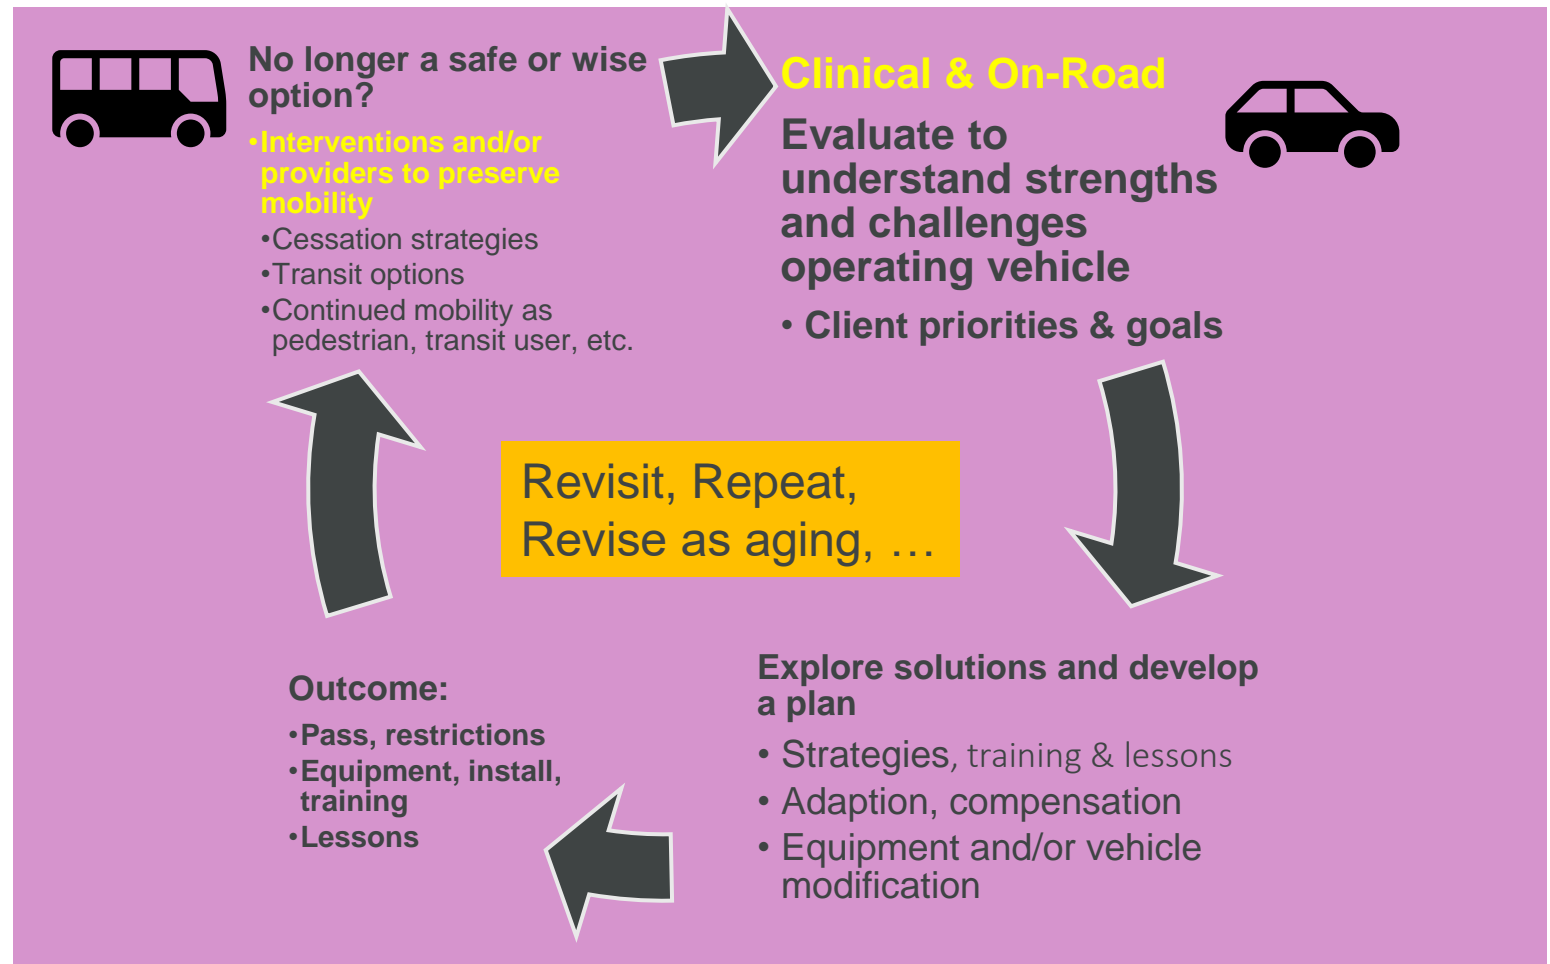 No longer a safe or wise
option?
•Interventions and/or
providers to preserve
mobility
•Cessation strategies
•Transit options
•Continued mobility as
pedestrian, transit user, etc.
Clinical & On-Road
Evaluate to
understand strengths
and challenges
operating vehicle
• Client priorities & goals
Revisit, Repeat,
Revise as aging, …
Explore solutions and develop
a plan
• Strategies, training & lessons
• Adaption, compensation
• Equipment and/or vehicle
modification
Outcome:
•Pass, restrictions
•Equipment, install,
training
•Lessons